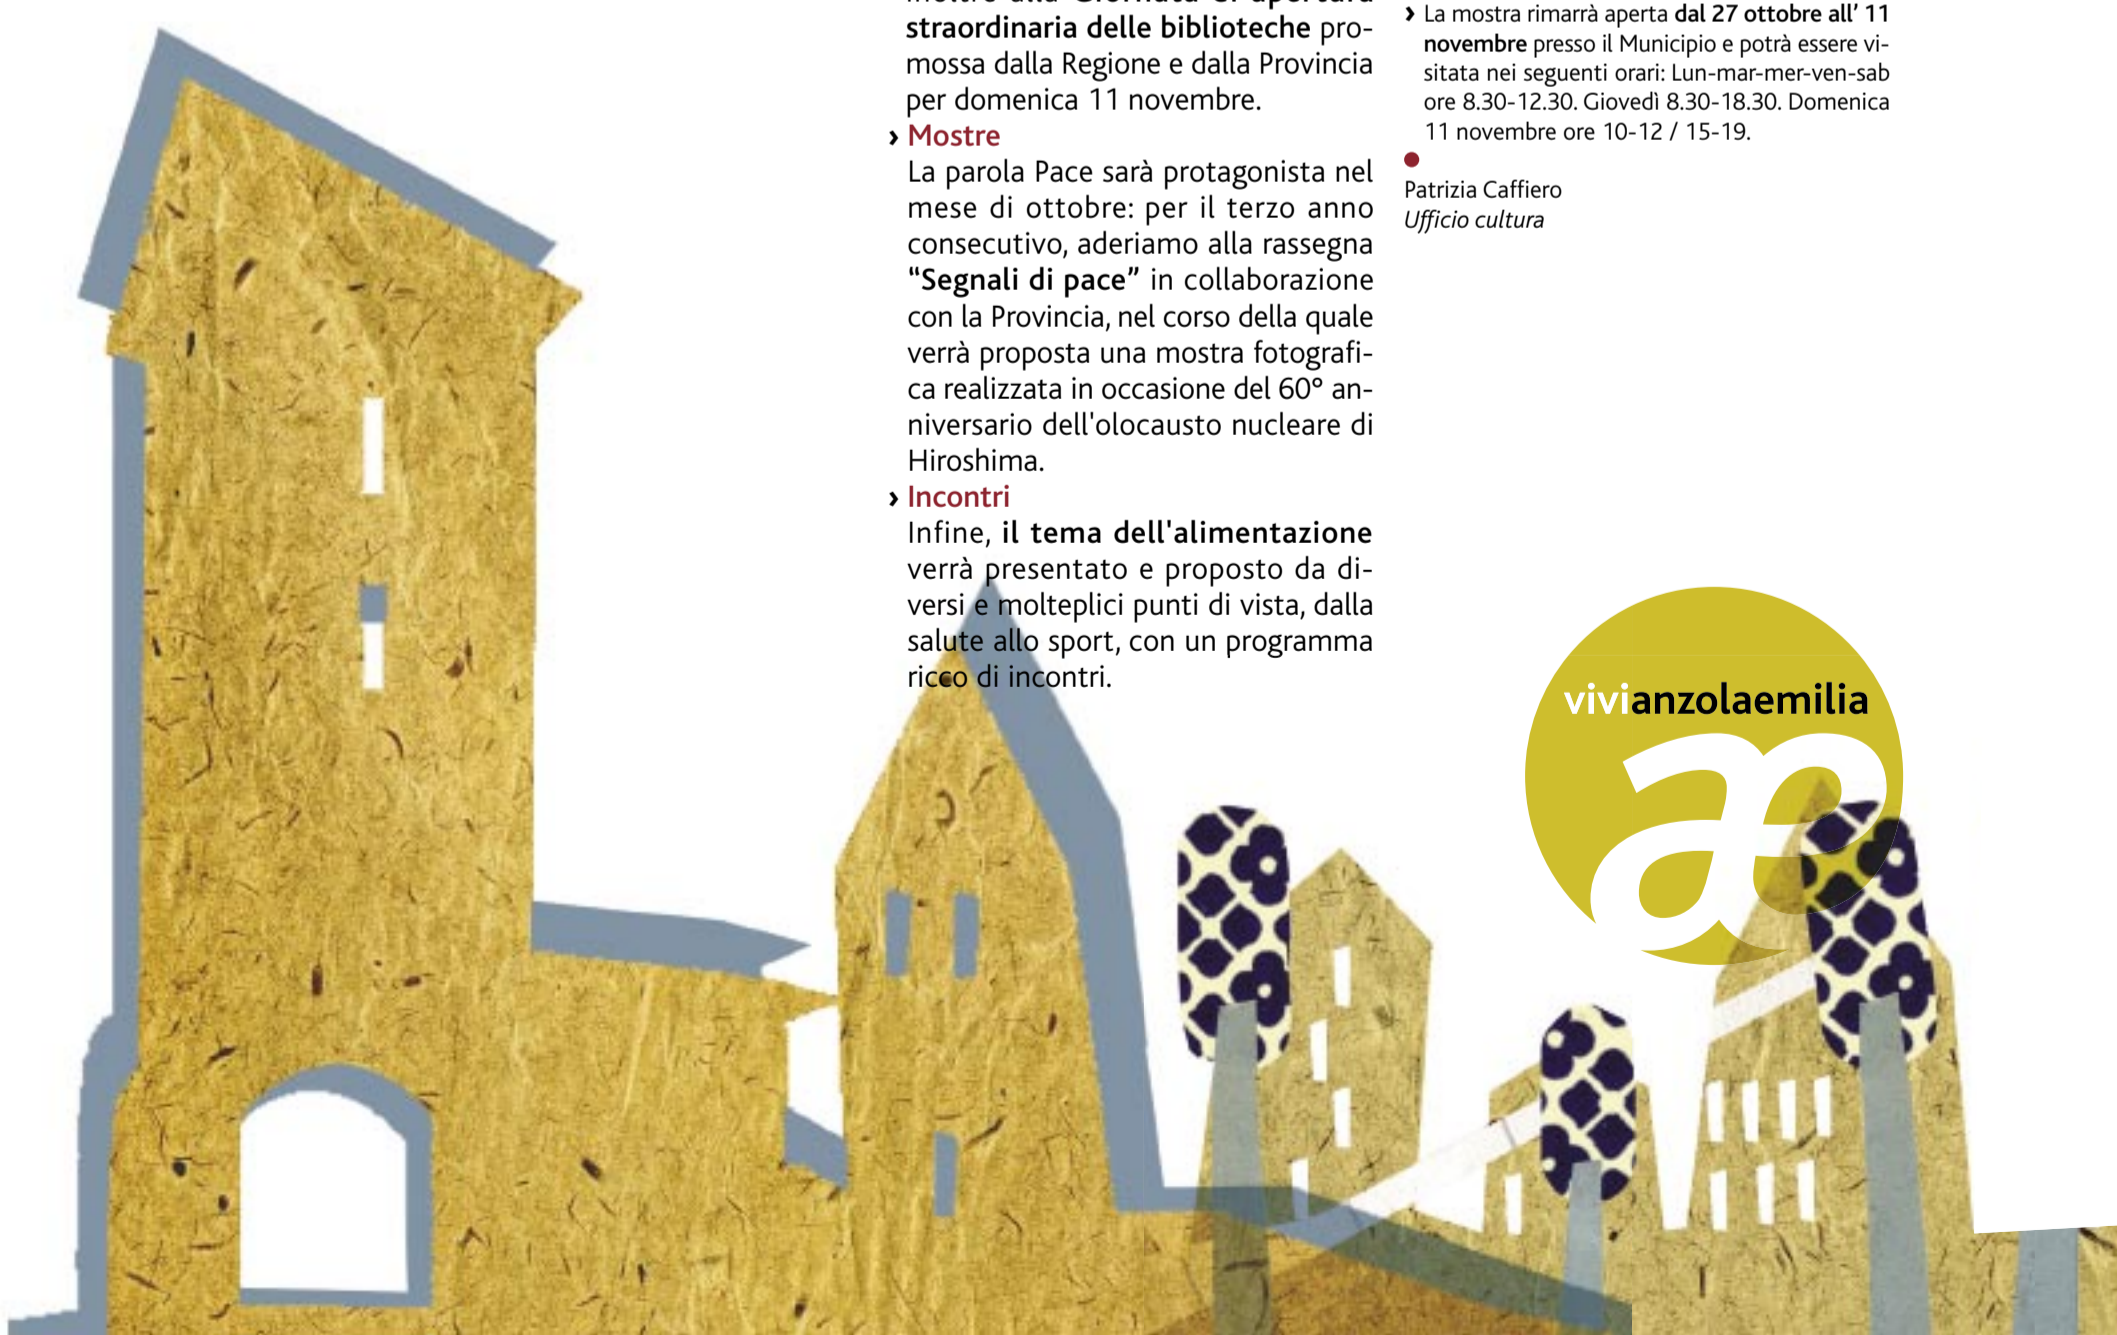 straordinaria delle biblioteche pro-
mossa dalla Regione e dalla Provincia
per domenica 11 novembre.
› Mostre
La parola Pace sarà protagonista nel
mese di ottobre: per il terzo anno
consecutivo, aderiamo alla rassegna
“Segnali di pace” in collaborazione
con la Provincia, nel corso della quale
verrà proposta una mostra fotografi-
ca realizzata in occasione del 60° an-
niversario dell'olocausto nucleare di
Hiroshima.
› Incontri
Infine, il tema dell'alimentazione
verrà presentato e proposto da di-
versi e molteplici punti di vista, dalla
salute allo sport, con un programma
ricco di incontri.
› La mostra rimarrà aperta dal 27 ottobre all’ 11
novembre presso il Municipio e potrà essere vi-
sitata nei seguenti orari: Lun-mar-mer-ven-sab
ore 8.30-12.30. Giovedì 8.30-18.30. Domenica
11 novembre ore 10-12 / 15-19.
Patrizia Caffiero
Ufficio cultura
vivianzolaemilia
æ